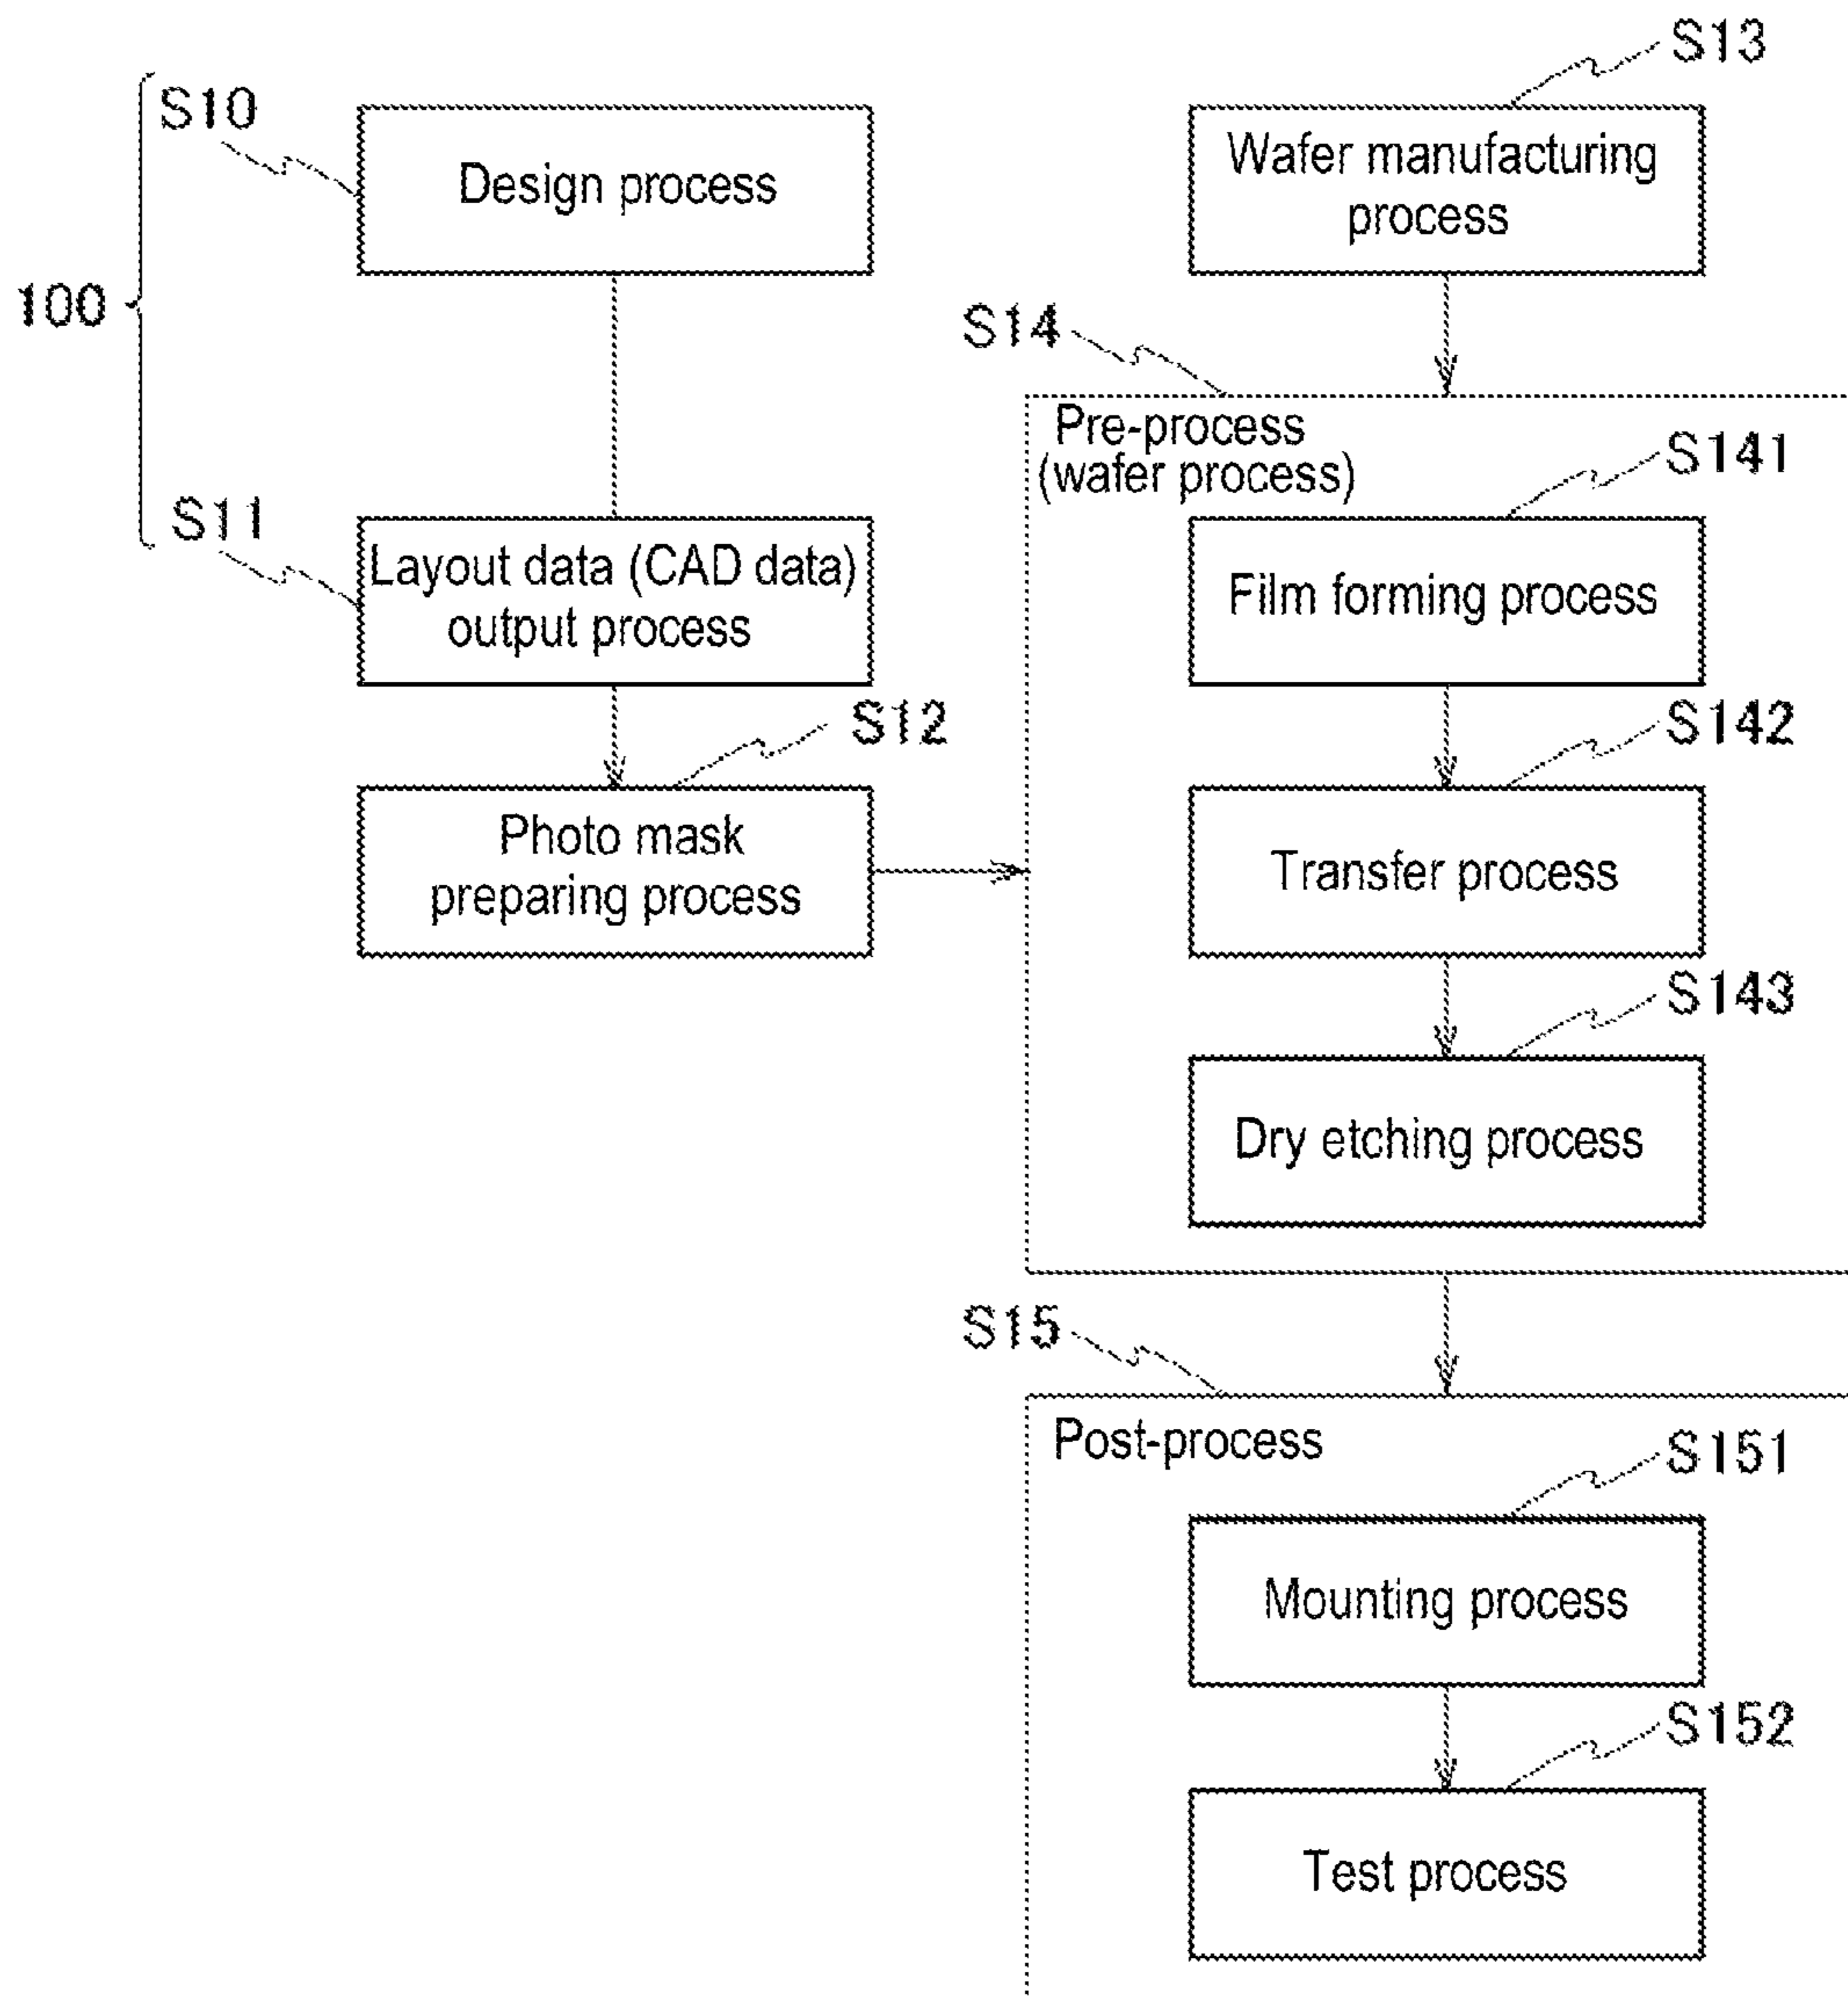 100
S10
Design process
S11
Layout data (CAD data)
output process
S12
Photo mask
preparing process
S13
Wafer manufacturing
process
S14
Pre-process
(wafer process)
S141
Film forming process
S142
Transfer process
S143
Dry etching process
S15
Post-process
S151
Mounting process
S152
Test process